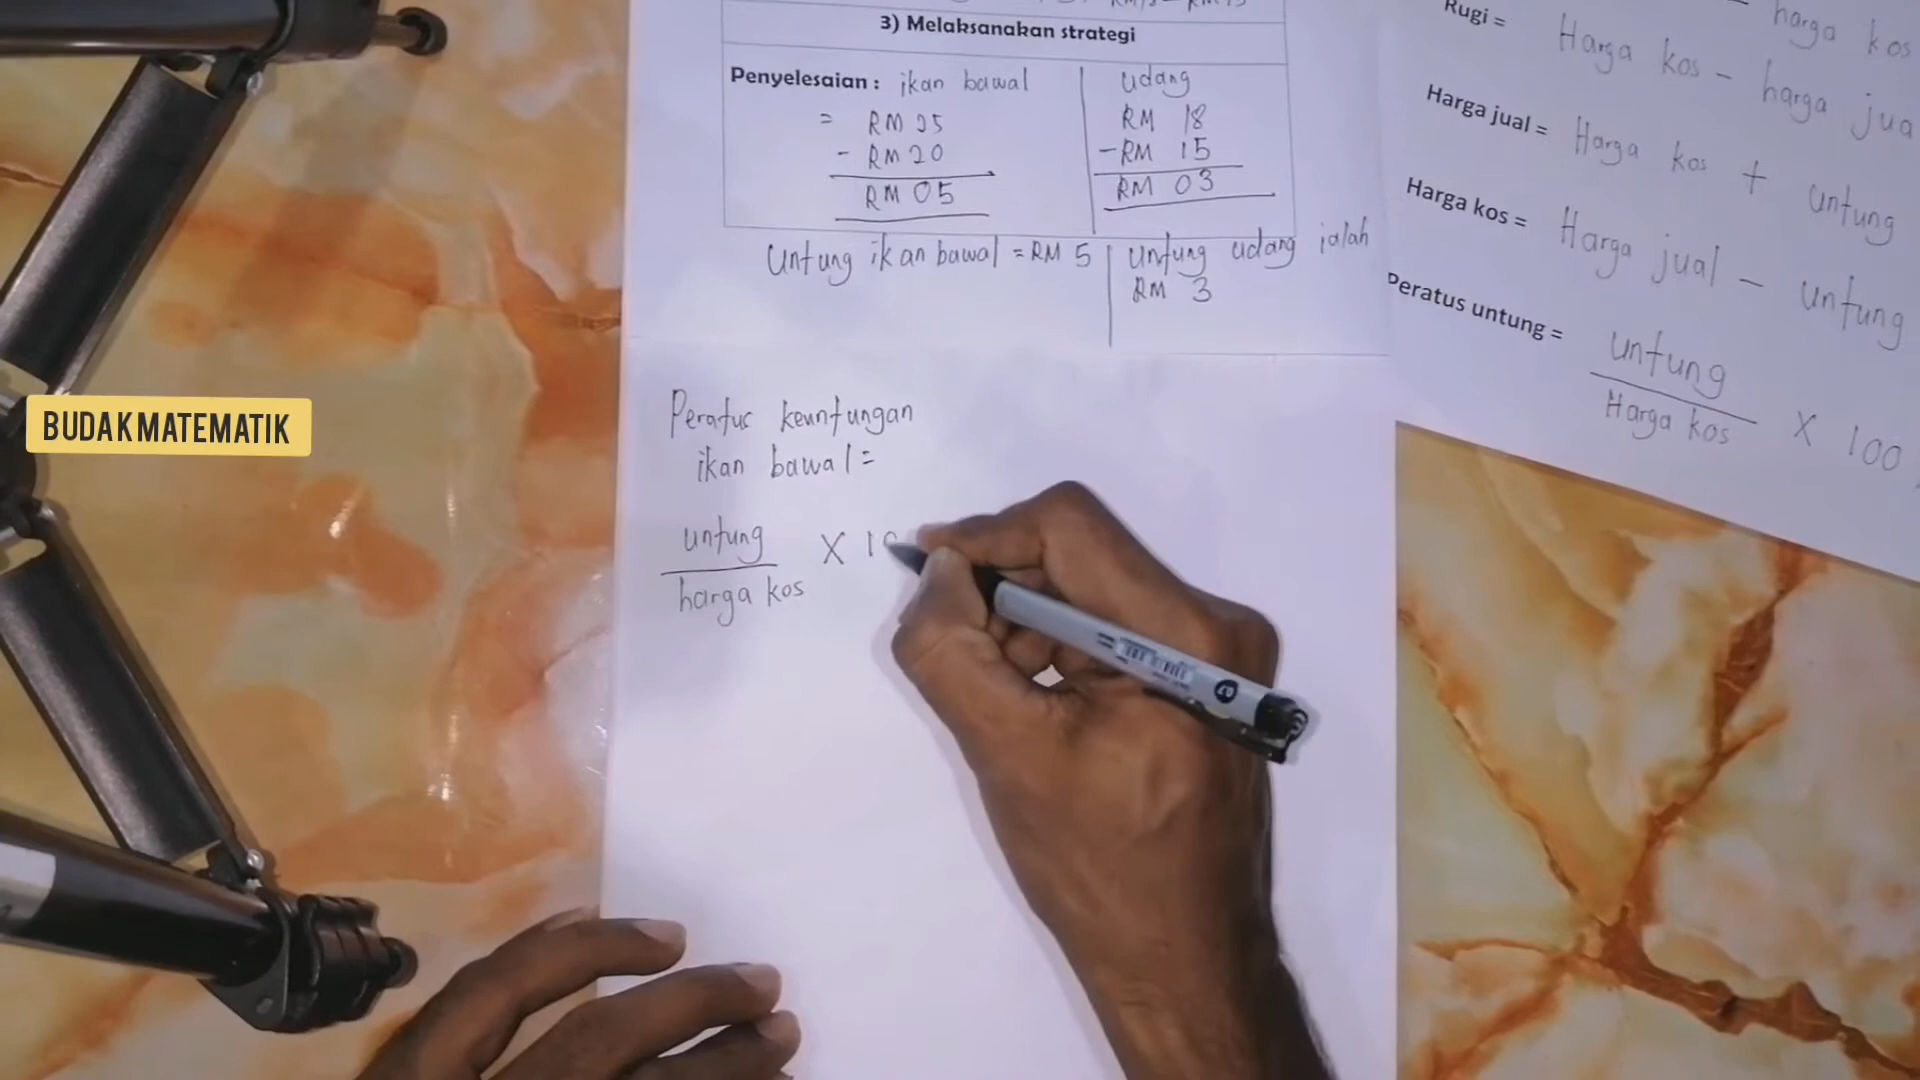 3) Melaksanakan strategi
Penyelesaian : ikan bawal
= RM 25
- RM 20
RM 05
udang
RM 18
-RM 15
RM 03
Untung ikan bawal = RM 5
untung udang ialah
RM 3
Peratus keuntungan
ikan bawal =
untung
harga kos
X 10
harga kos
Rugi = Harga kos - harga jua
Harga jual = Harga kos + untung
Harga kos = Harga jual - untung
Peratus untung = untung
Harga kos
X 100
BUDAK MATEMATIK